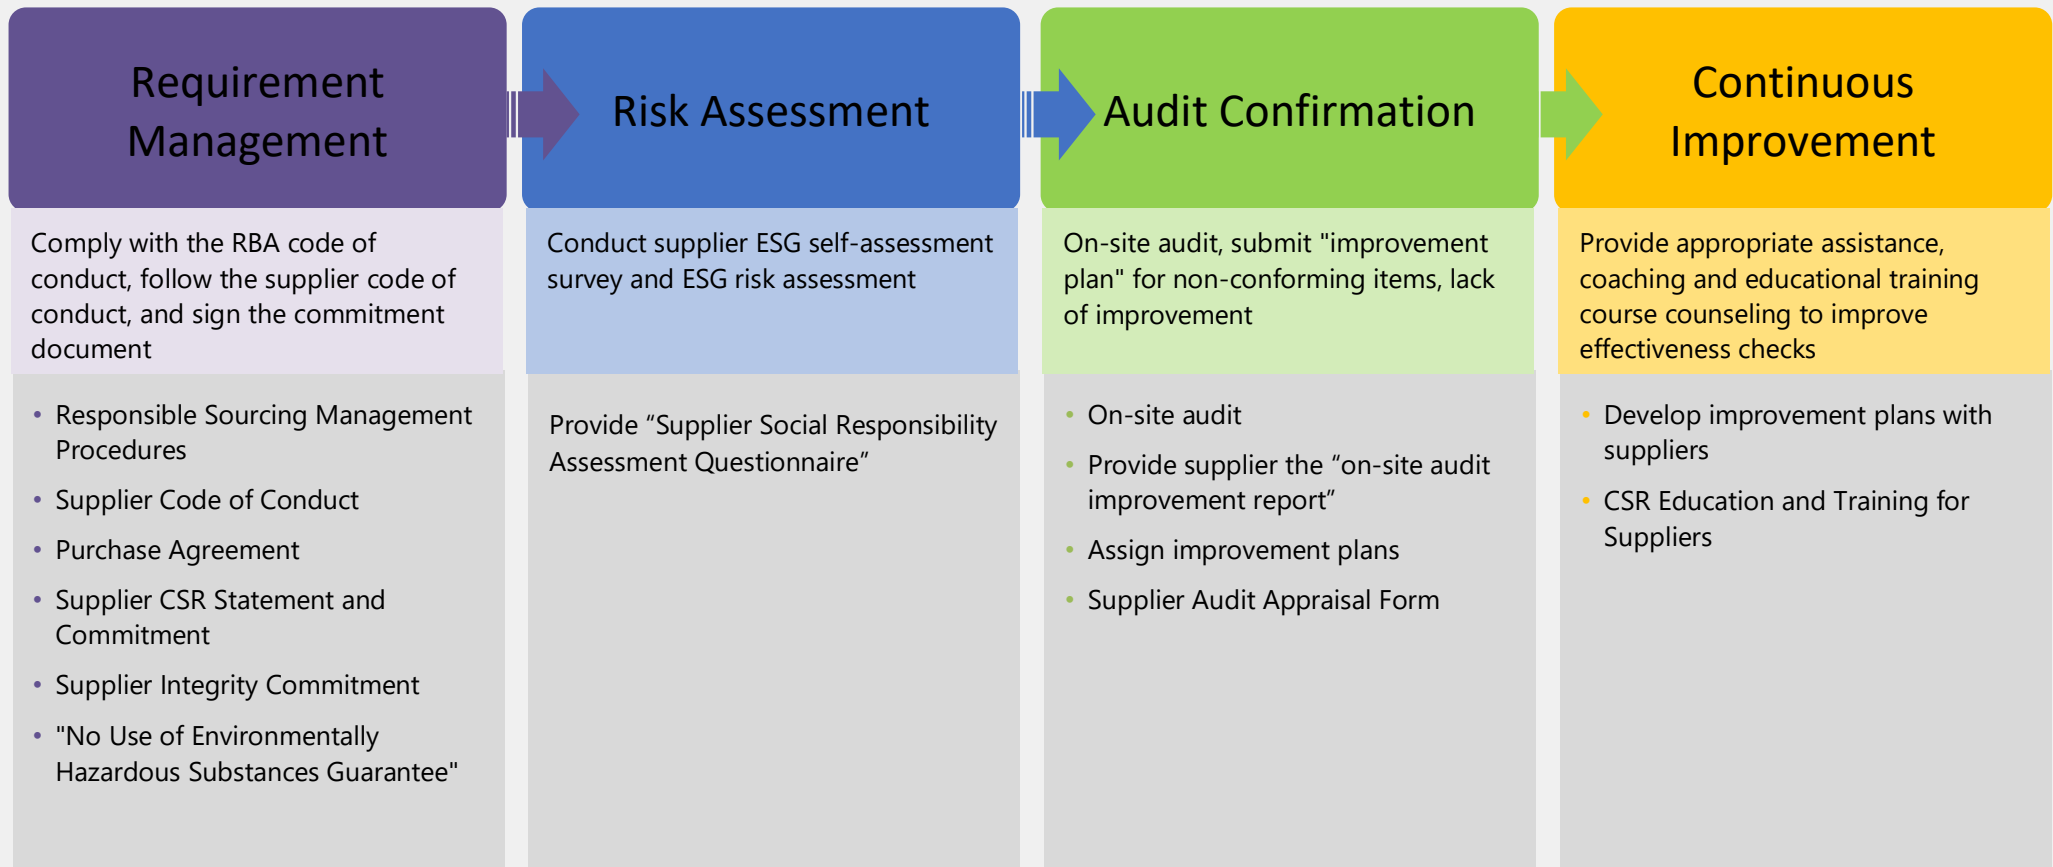 Requirement
Management
Risk Assessment
Audit Confirmation
Continuous
Improvement
Comply with the RBA code of
conduct, follow the supplier code of
conduct, and sign the commitment
document
Conduct supplier ESG self-assessment
survey and ESG risk assessment
On-site audit, submit "improvement
plan" for non-conforming items, lack
of improvement
Provide appropriate assistance,
coaching and educational training
course counseling to improve
effectiveness checks
• Responsible Sourcing Management
Procedures
• Supplier Code of Conduct
• Purchase Agreement
• Supplier CSR Statement and
Commitment
• Supplier Integrity Commitment
• "No Use of Environmentally
Hazardous Substances Guarantee"
Provide “Supplier Social Responsibility
Assessment Questionnaire”
• On-site audit
• Provide supplier the “on-site audit
improvement report”
• Assign improvement plans
• Supplier Audit Appraisal Form
• Develop improvement plans with
suppliers
• CSR Education and Training for
Suppliers